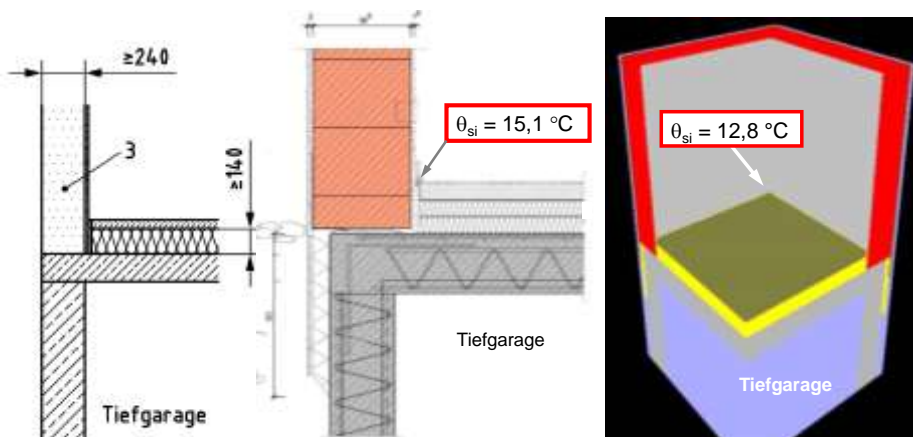 ≥240
3
≥140
Tiefgarage
θsi = 15,1 °C
Tiefgarage
θsi = 12,8 °C
Tiefgarage